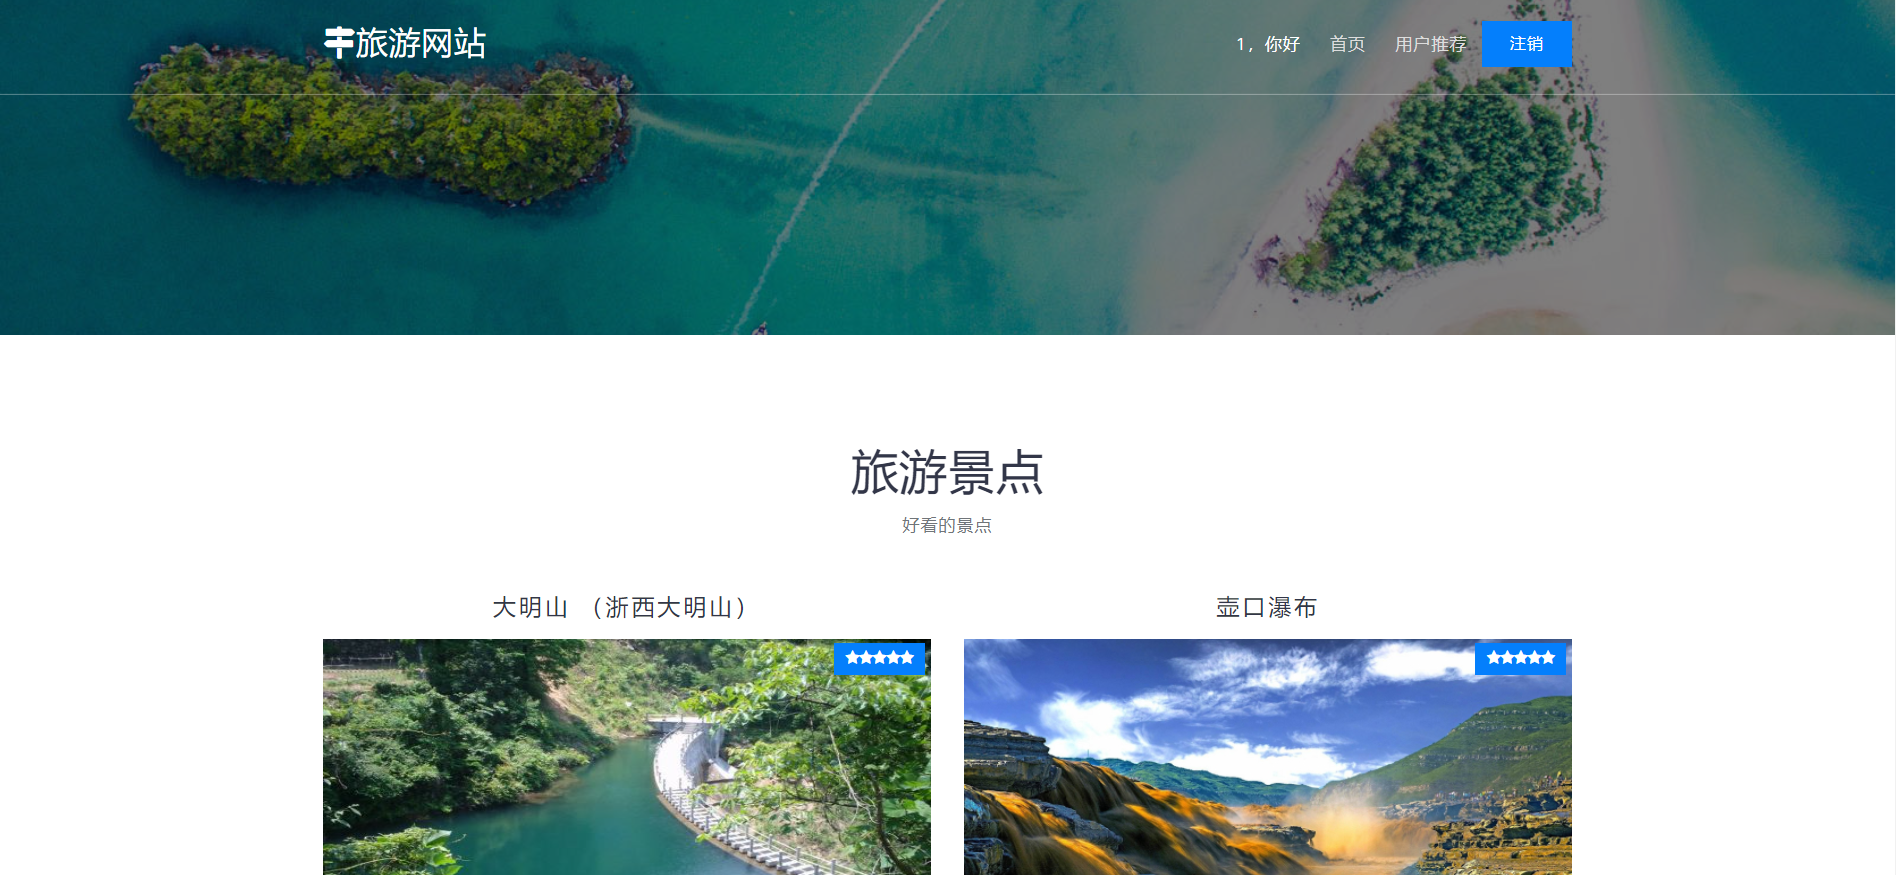 旅游网站
1，你好 首页 用户推荐 注销
旅游景点
好看的景点
大明山 （浙西大明山）
壶口瀑布